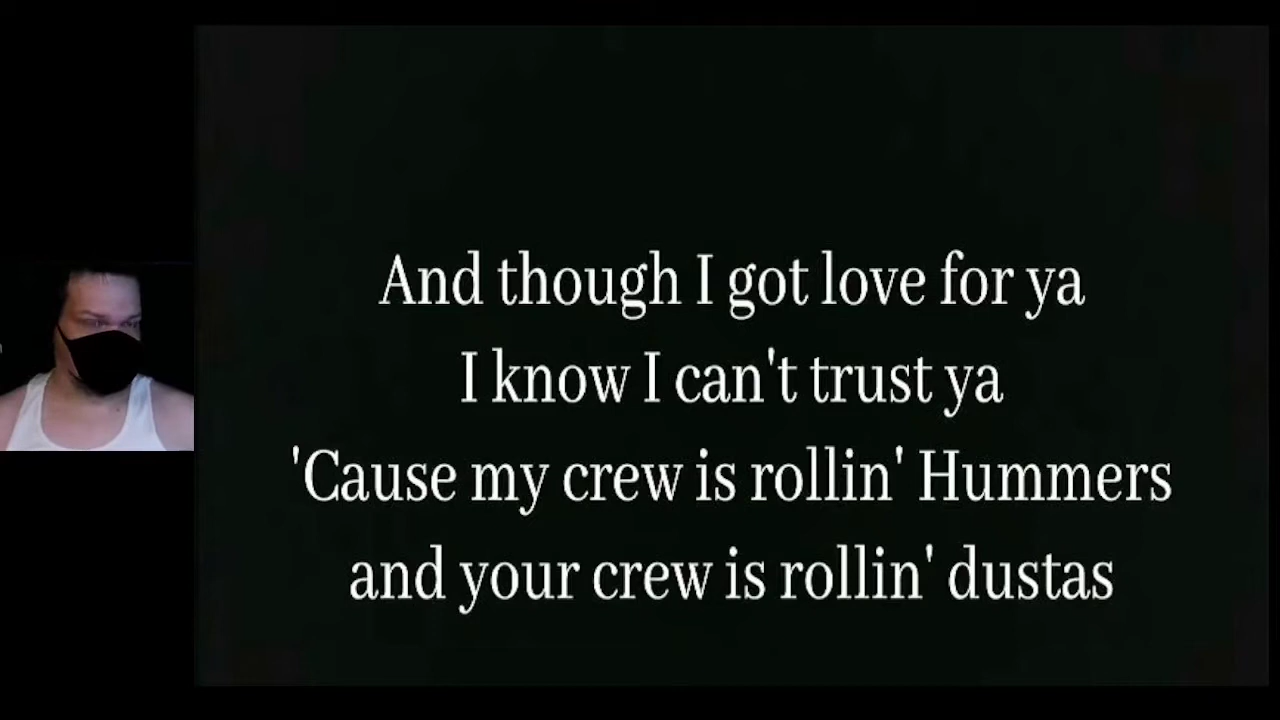 And though I got love for ya
I know I can't trust ya
'Cause my crew is rollin' Hummers
and your crew is rollin' dustas